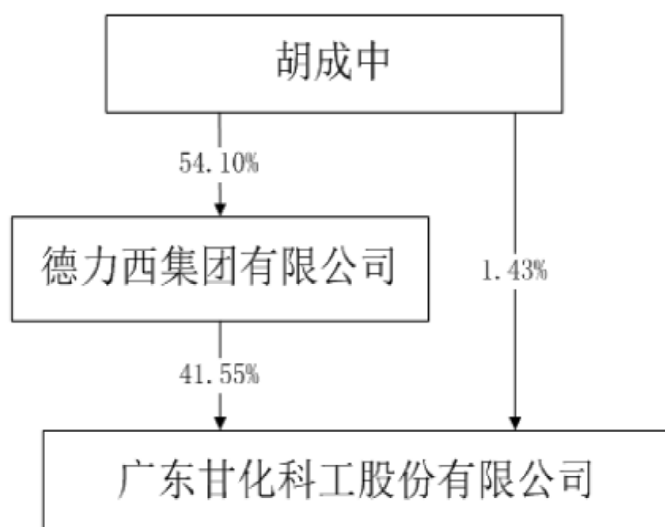 胡成中
54.10%
德力西集团有限公司
1.43%
41.55%
广东甘化科工股份有限公司